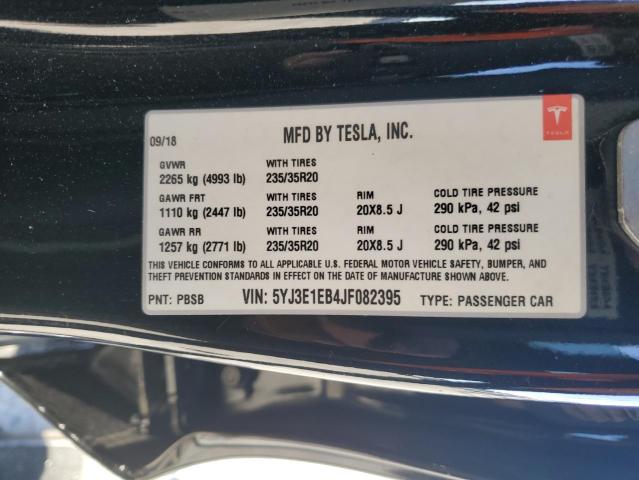 09/18 MFD BY TESLA, INC.
TESLA
GVWR WITH TIRES
2265 kg (4993 lb) 235/35R20
GAWR FRT WITH TIRES RIM COLD TIRE PRESSURE
1110 kg (2447 lb) 235/35R20 20X8.5 J 290 kPa, 42 psi
GAWR RR WITH TIRES RIM COLD TIRE PRESSURE
1257 kg (2771 lb) 235/35R20 20X8.5 J 290 kPa, 42 psi
THIS VEHICLE CONFORMS TO ALL APPLICABLE U.S. FEDERAL MOTOR VEHICLE SAFETY, BUMPER, AND
THEFT PREVENTION STANDARDS IN EFFECT ON THE DATE OF MANUFACTURE SHOWN ABOVE.
PNT: PBSB VIN: 5YJ3E1EB4JF082395 TYPE: PASSENGER CAR